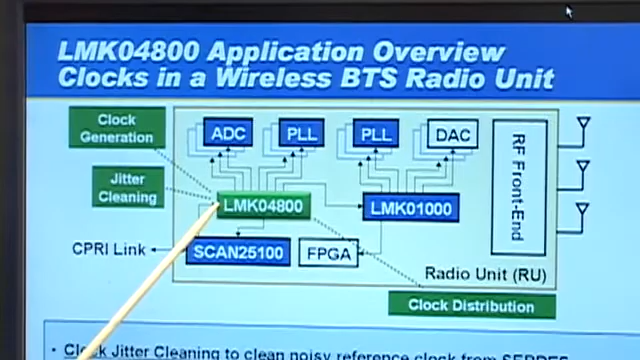 LMK04800 Application Overview
Clocks in a Wireless BTS Radio Unit
Clock
Generation
Jitter
Cleaning
ADC
PLL
PLL
DAC
RF Front-End
LMK04800
LMK01000
CPRI Link
SCAN25100
FPGA
Radio Unit (RU)
Clock Distribution
· Clock Jitter Cleaning to clean noisy reference clock from SERDES